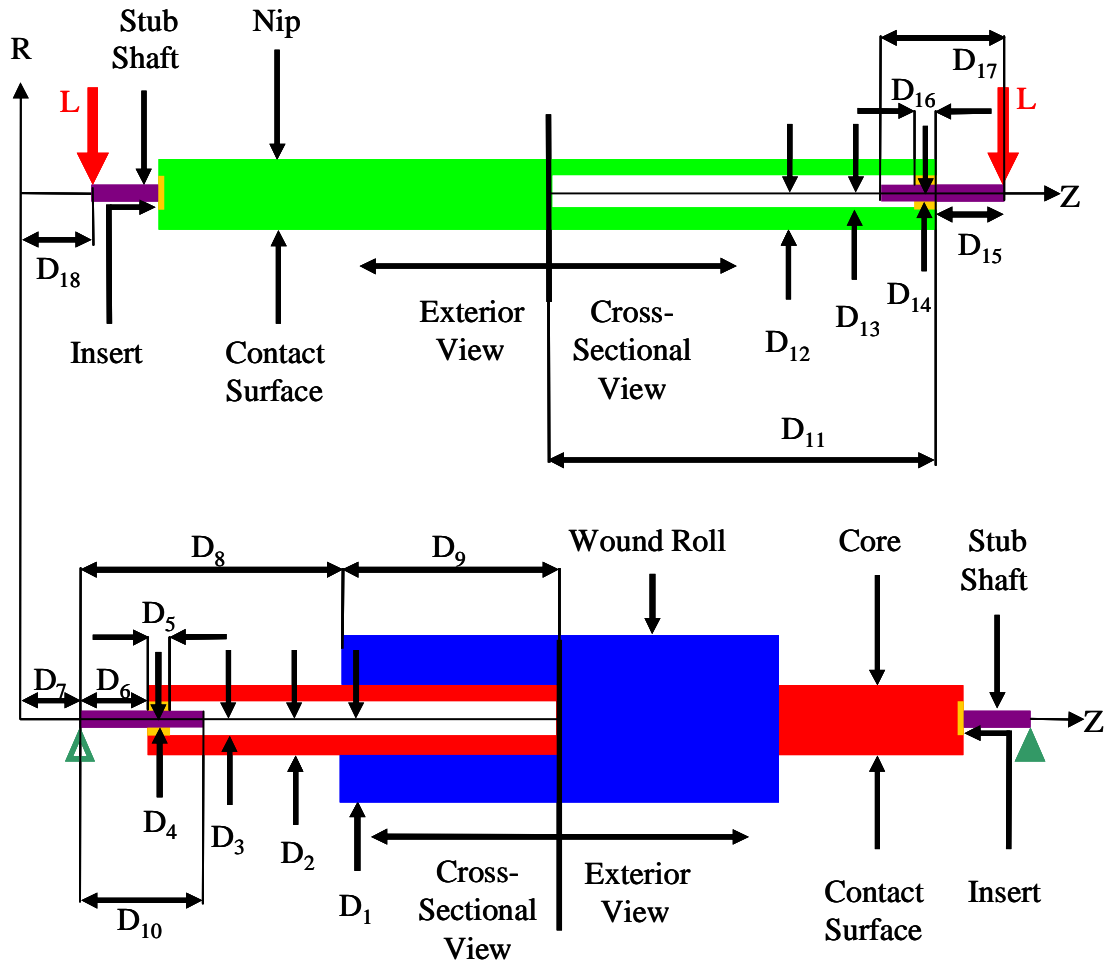 Stub
Shaft
Nip
R
L
D17
D16
L
Z
D18
D15
D14
D13
D12
Exterior
View
Cross-
Sectional
View
Insert
Contact
Surface
D11
D8
D9
Wound Roll
Core
Stub
Shaft
D5
D7
D6
Z
D4
D3
D2
D1
D10
Cross-
Sectional
View
Exterior
View
Contact
Surface
Insert